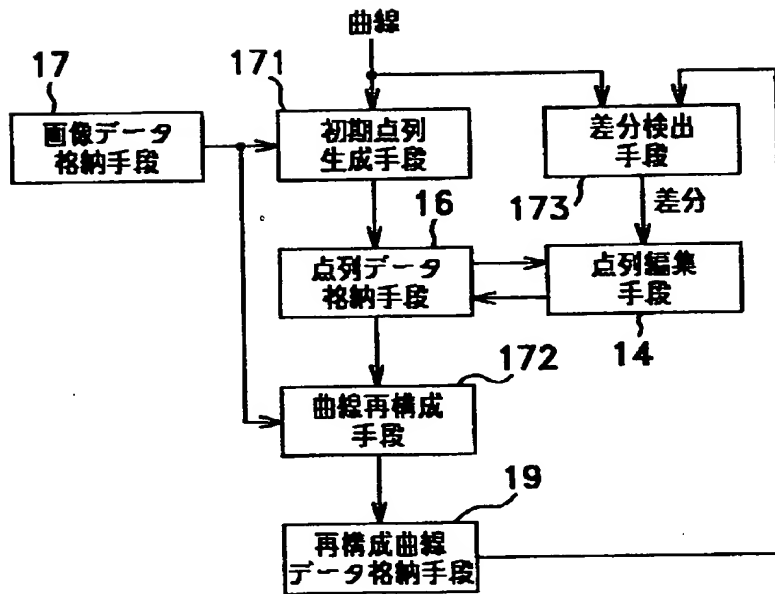 曲線
17
171
画像データ
格納手段
初期点列
生成手段
差分検出
手段
173
差分
16
点列データ
格納手段
点列編集
手段
14
172
曲線再構成
手段
19
再構成曲線
データ格納手段